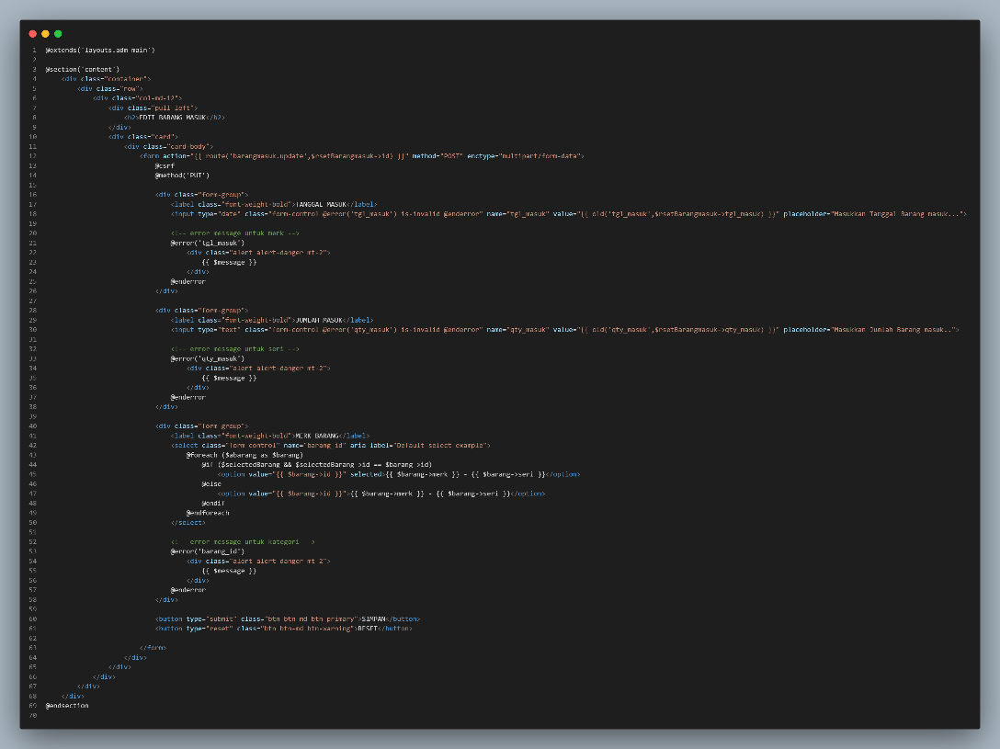 1 @extends('layouts.adm-main')
2
3 @section('content')
4 <div class="container">
5 <div class="row">
6 <div class="col-md-12">
7 <div class="pull-left">
8 <h2>EDIT BARANG MASUK</h2>
9 </div>
10 <div class="card">
11 <div class="card-body">
12 <form action="{{ route('barangmasuk.update',$rsetBarangmasuk->id) }}" method="POST" enctype="multipart/form-data">
13 @csrf
14 @method('PUT')
15
16 <div class="form-group">
17 <label class="font-weight-bold">TANGGAL MASUK</label>
18 <input type="date" class="form-control @error('tgl_masuk') is-invalid @enderror" name="tgl_masuk" value="{{ old('tgl_masuk',$rsetBarangmasuk->tgl_masuk) }}" placeholder="Masukkan Tanggal Barang masuk...">
19
20 <!-- error message untuk merk -->
21 @error('tgl_masuk')
22 <div class="alert alert-danger mt-2">
23 {{ $message }}
24 </div>
25 @enderror
26 </div>
27
28 <div class="form-group">
29 <label class="font-weight-bold">JUMLAH MASUK</label>
30 <input type="text" class="form-control @error('qty_masuk') is-invalid @enderror" name="qty_masuk" value="{{ old('qty_masuk',$rsetBarangmasuk->qty_masuk) }}" placeholder="Masukkan Jumlah Barang masuk..">
31
32 <!-- error message untuk seri -->
33 @error('qty_masuk')
34 <div class="alert alert-danger mt-2">
35 {{ $message }}
36 </div>
37 @enderror
38 </div>
39
40 <div class="form-group">
41 <label class="font-weight-bold">MERK BARANG</label>
42 <select class="form-control" name="barang_id" aria-label="Default select example">
43 @foreach ($abarang as $barang)
44 @if ($selectedBarang && $selectedBarang->id == $barang->id)
45 <option value="{{ $barang->id }}" selected>{{ $barang->merk }} - {{ $barang->seri }}</option>
46 @else
47 <option value="{{ $barang->id }}">{{ $barang->merk }} - {{ $barang->seri }}</option>
48 @endif
49 @endforeach
50 </select>
51
52 <!-- error message untuk kategori -->
53 @error('barang_id')
54 <div class="alert alert-danger mt-2">
55 {{ $message }}
56 </div>
57 @enderror
58 </div>
59
60 <button type="submit" class="btn btn-md btn-primary">SIMPAN</button>
61 <button type="reset" class="btn btn-md btn-warning">RESET</button>
62
63 </form>
64 </div>
65 </div>
66 </div>
67 </div>
68 </div>
69 @endsection
70